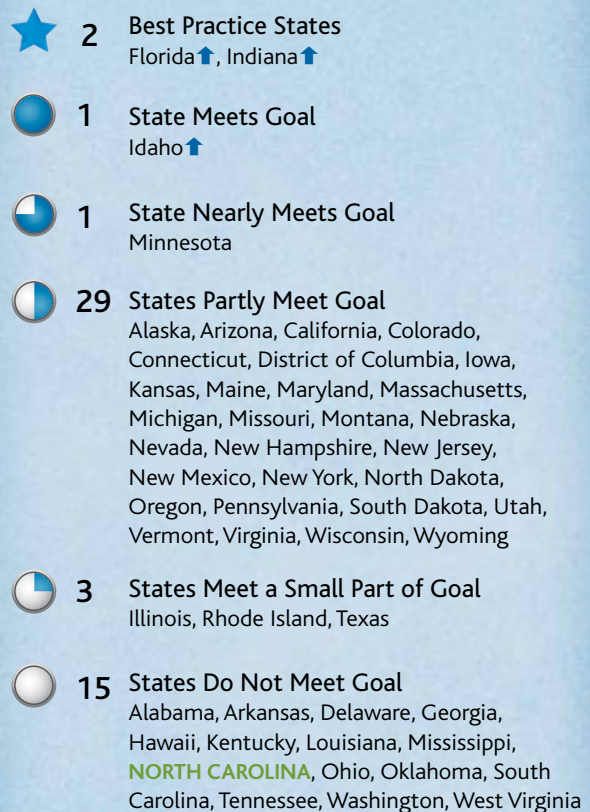 2 Best Practice States
Florida⬆, Indiana⬆
1 State Meets Goal
Idaho⬆
1 State Nearly Meets Goal
Minnesota
29 States Partly Meet Goal
Alaska, Arizona, California, Colorado,
Connecticut, District of Columbia, Iowa,
Kansas, Maine, Maryland, Massachusetts,
Michigan, Missouri, Montana, Nebraska,
Nevada, New Hampshire, New Jersey,
New Mexico, New York, North Dakota,
Oregon, Pennsylvania, South Dakota, Utah,
Vermont, Virginia, Wisconsin, Wyoming
3 States Meet a Small Part of Goal
Illinois, Rhode Island, Texas
15 States Do Not Meet Goal
Alabama, Arkansas, Delaware, Georgia,
Hawaii, Kentucky, Louisiana, Mississippi,
NORTH CAROLINA, Ohio, Oklahoma, South
Carolina, Tennessee, Washington, West Virginia